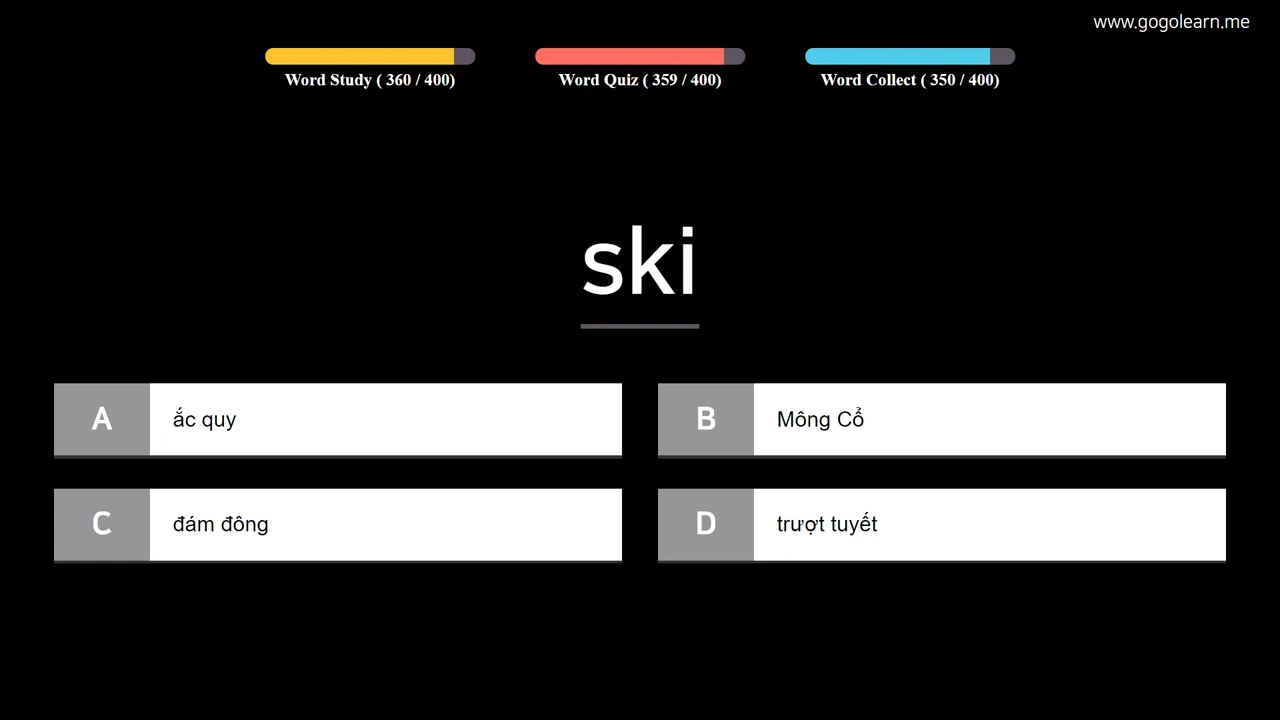 www.gogolearn.me
Word Study ( 360 / 400)
Word Quiz ( 359 / 400)
Word Collect ( 350 / 400)
ski
A ắc quy
B Mông Cổ
C đám đông
D trượt tuyết